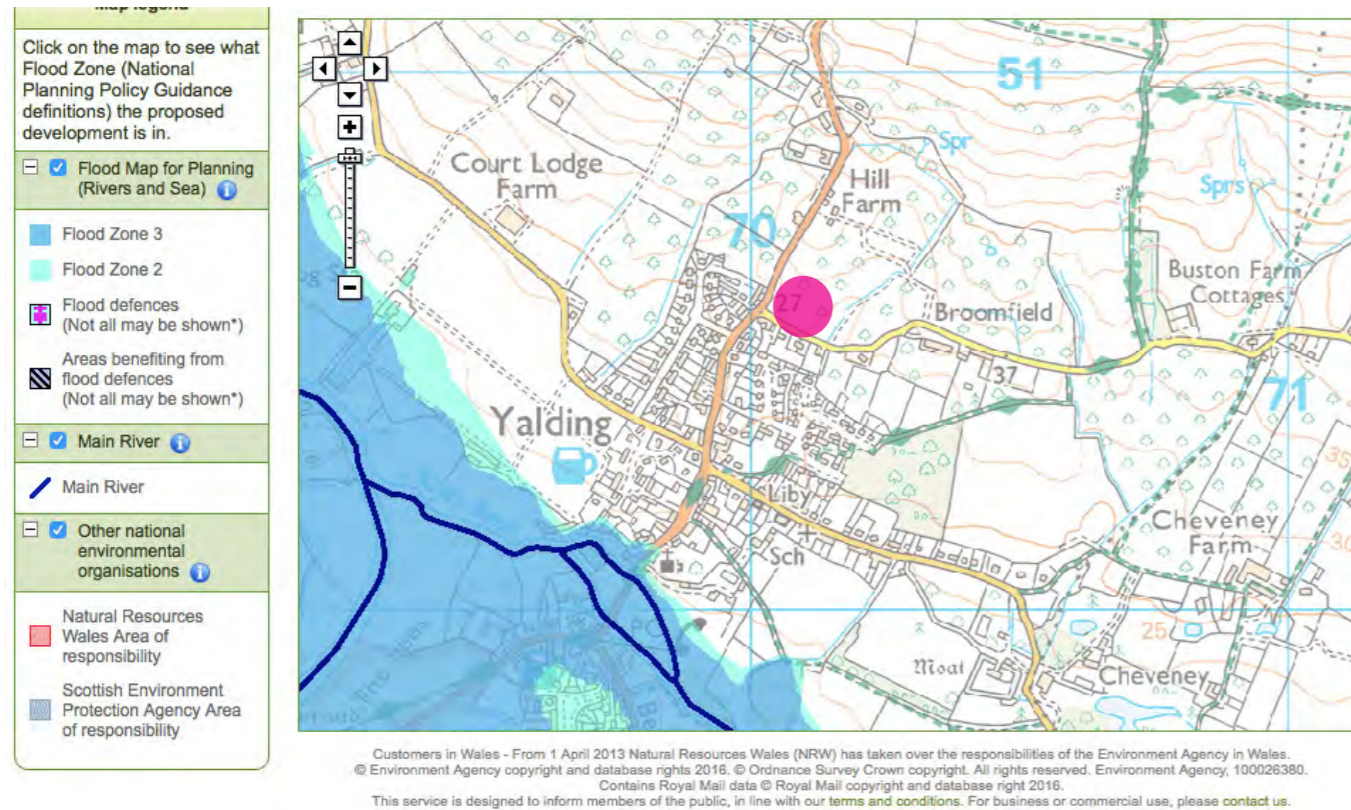 Map legend
Click on the map to see what
Flood Zone (National
Planning Policy Guidance
definitions) the proposed
development is in.
Flood Map for Planning
(Rivers and Sea)
Flood Zone 3
Flood Zone 2
Flood defences
(Not all may be shown*)
Areas benefiting from
flood defences
(Not all may be shown*)
Main River
Main River
Other national
environmental
organisations
Natural Resources
Wales Area of
responsibility
Scottish Environment
Protection Agency Area
of responsibility
51
Spr
Court Lodge
Farm
Hill
Farm
Sprs
70
Buston Farm
Cottages
27
Broomfield
37
71
Yalding
35
Liby
Sch
Cheveney
Farm
30
25
Moat
Cheveney
Customers in Wales - From 1 April 2013 Natural Resources Wales (NRW) has taken over the responsibilities of the Environment Agency in Wales.
© Environment Agency copyright and database rights 2016. © Ordnance Survey Crown copyright. All rights reserved. Environment Agency, 100026380.
Contains Royal Mail data © Royal Mail copyright and database right 2016.
This service is designed to inform members of the public, in line with our terms and conditions. For business or commercial use, please contact us.